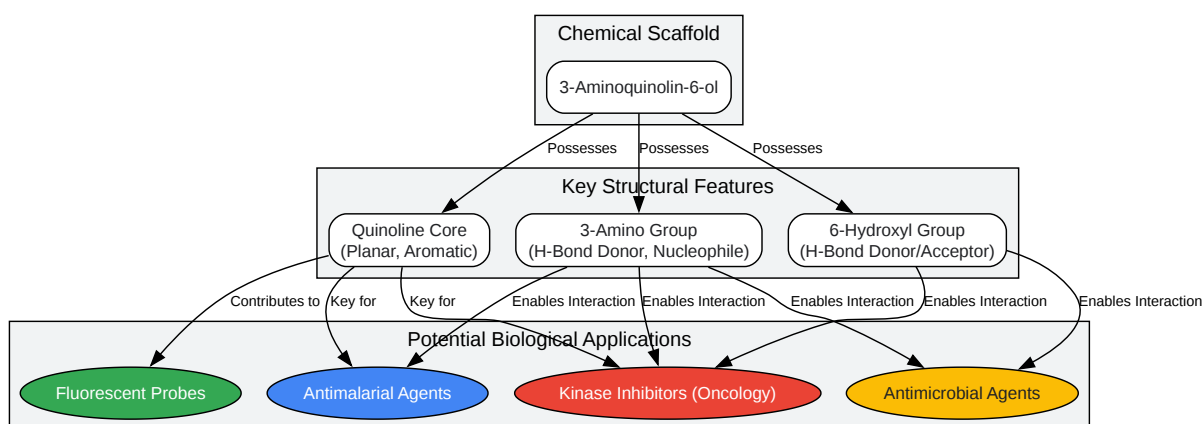 Chemical Scaffold
3-Aminoquinolin-6-ol
Possesses
Possesses
Possesses
Key Structural Features
Quinoline Core
(Planar, Aromatic)
3-Amino Group
(H-Bond Donor, Nucleophile)
6-Hydroxyl Group
(H-Bond Donor/Acceptor)
Contributes to
Key for
Key for
Enables Interaction
Enables Interaction
Enables Interaction
Enables Interaction
Enables Interaction
Potential Biological Applications
Fluorescent Probes
Antimalarial Agents
Kinase Inhibitors (Oncology)
Antimicrobial Agents